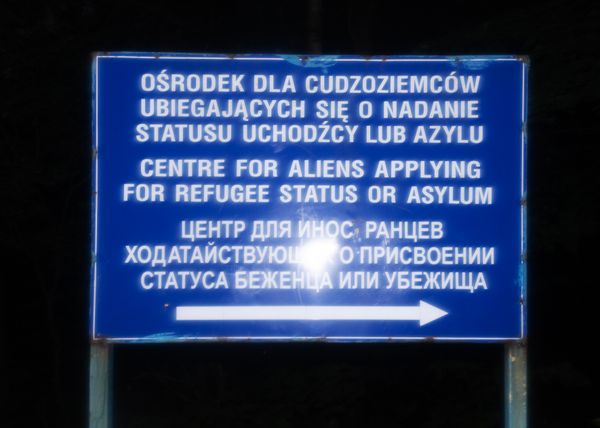 OŚRODEK DLA CUDZOZIEMCÓW
UBIEGAJĄCYCH SIĘ O NADANIE
STATUSU UCHODŹCY LUB AZYLU
CENTRE FOR ALIENS APPLYING
FOR REFUGEE STATUS OR ASYLUM
ЦЕНТР ДЛЯ РАНЦЕВ
О ПРИСВОЕНИИ
СТАТУСА БЕЖЕНЦА ИЛИ УБЕЖИЩА